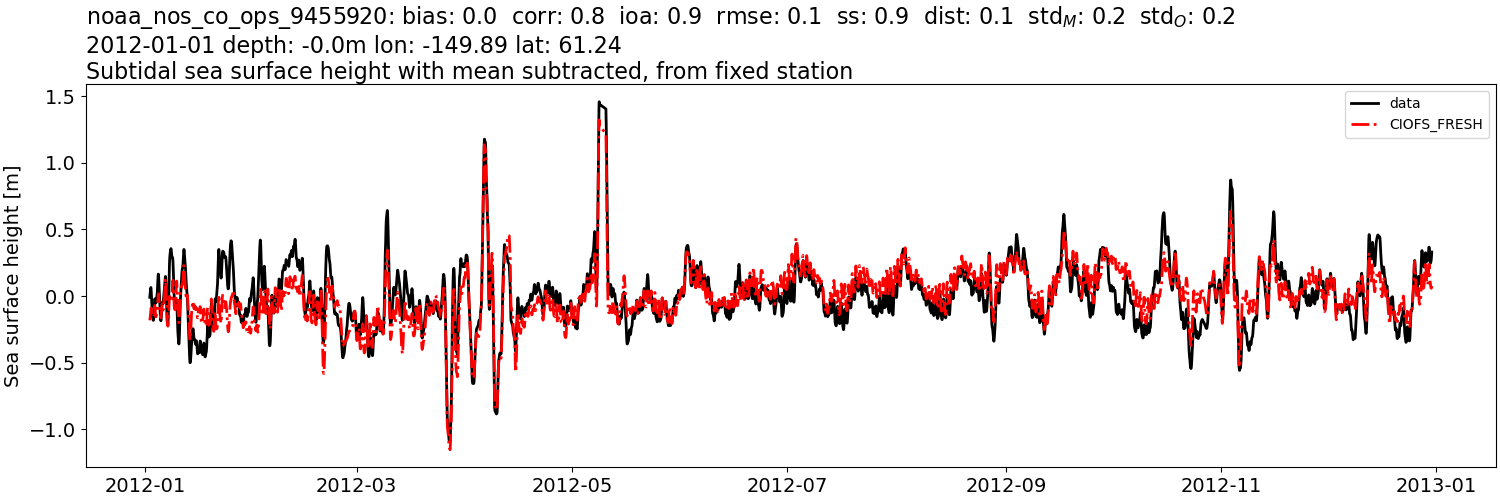 noaa_nos_co_ops_9455920: bias: 0.0 corr: 0.8 ioa: 0.9 rmse: 0.1 ss: 0.9 dist: 0.1 std_M: 0.2 std_O: 0.2
2012-01-01 depth: -0.0m lon: -149.89 lat: 61.24
Subtidal sea surface height with mean subtracted, from fixed station
data
CIOFS_FRESH
Sea surface height [m]
1.5
1.0
0.5
0.0
−0.5
−1.0
2012-01 2012-03 2012-05 2012-07 2012-09 2012-11 2013-01